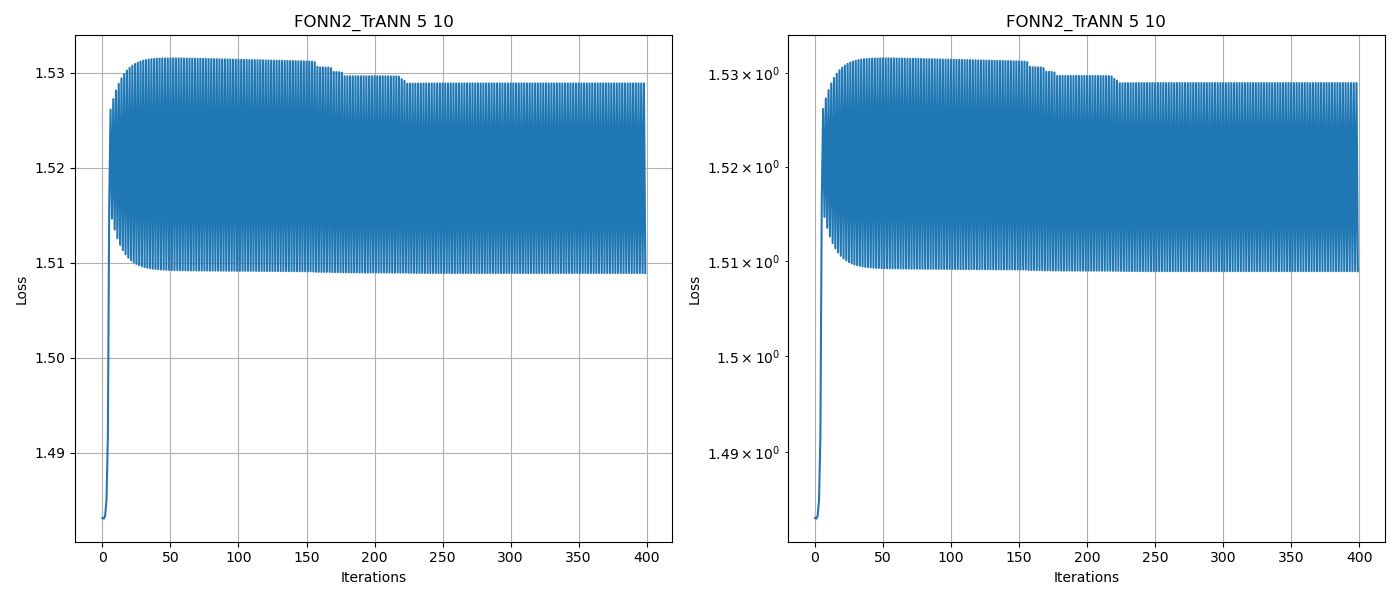 FONN2_TrANN 5 10
1.53
1.52
1.51
1.50
1.49
Loss
0 50 100 150 200 250 300 350 400
Iterations
FONN2_TrANN 5 10
1.53 × 10⁰
1.52 × 10⁰
1.51 × 10⁰
1.5 × 10⁰
1.49 × 10⁰
Loss
0 50 100 150 200 250 300 350 400
Iterations